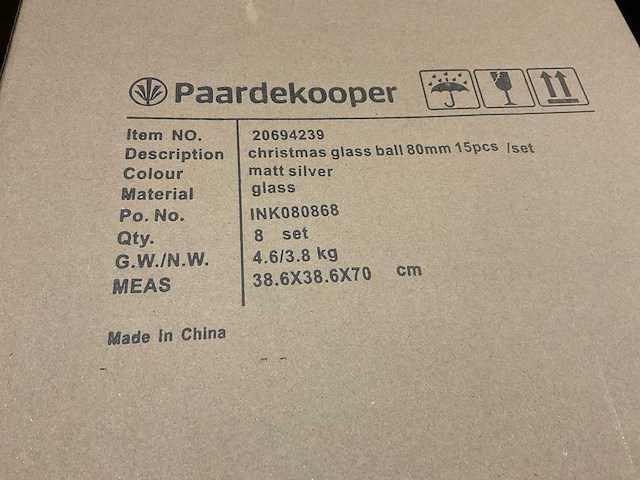 Paardekooper
Item NO. 20694239
Description christmas glass ball 80mm 15pcs /set
Colour matt silver
Material glass
Po. No. INK080868
Qty. 8 set
G.W./N.W. 4.6/3.8 kg
MEAS 38.6X38.6X70 cm
Made in China